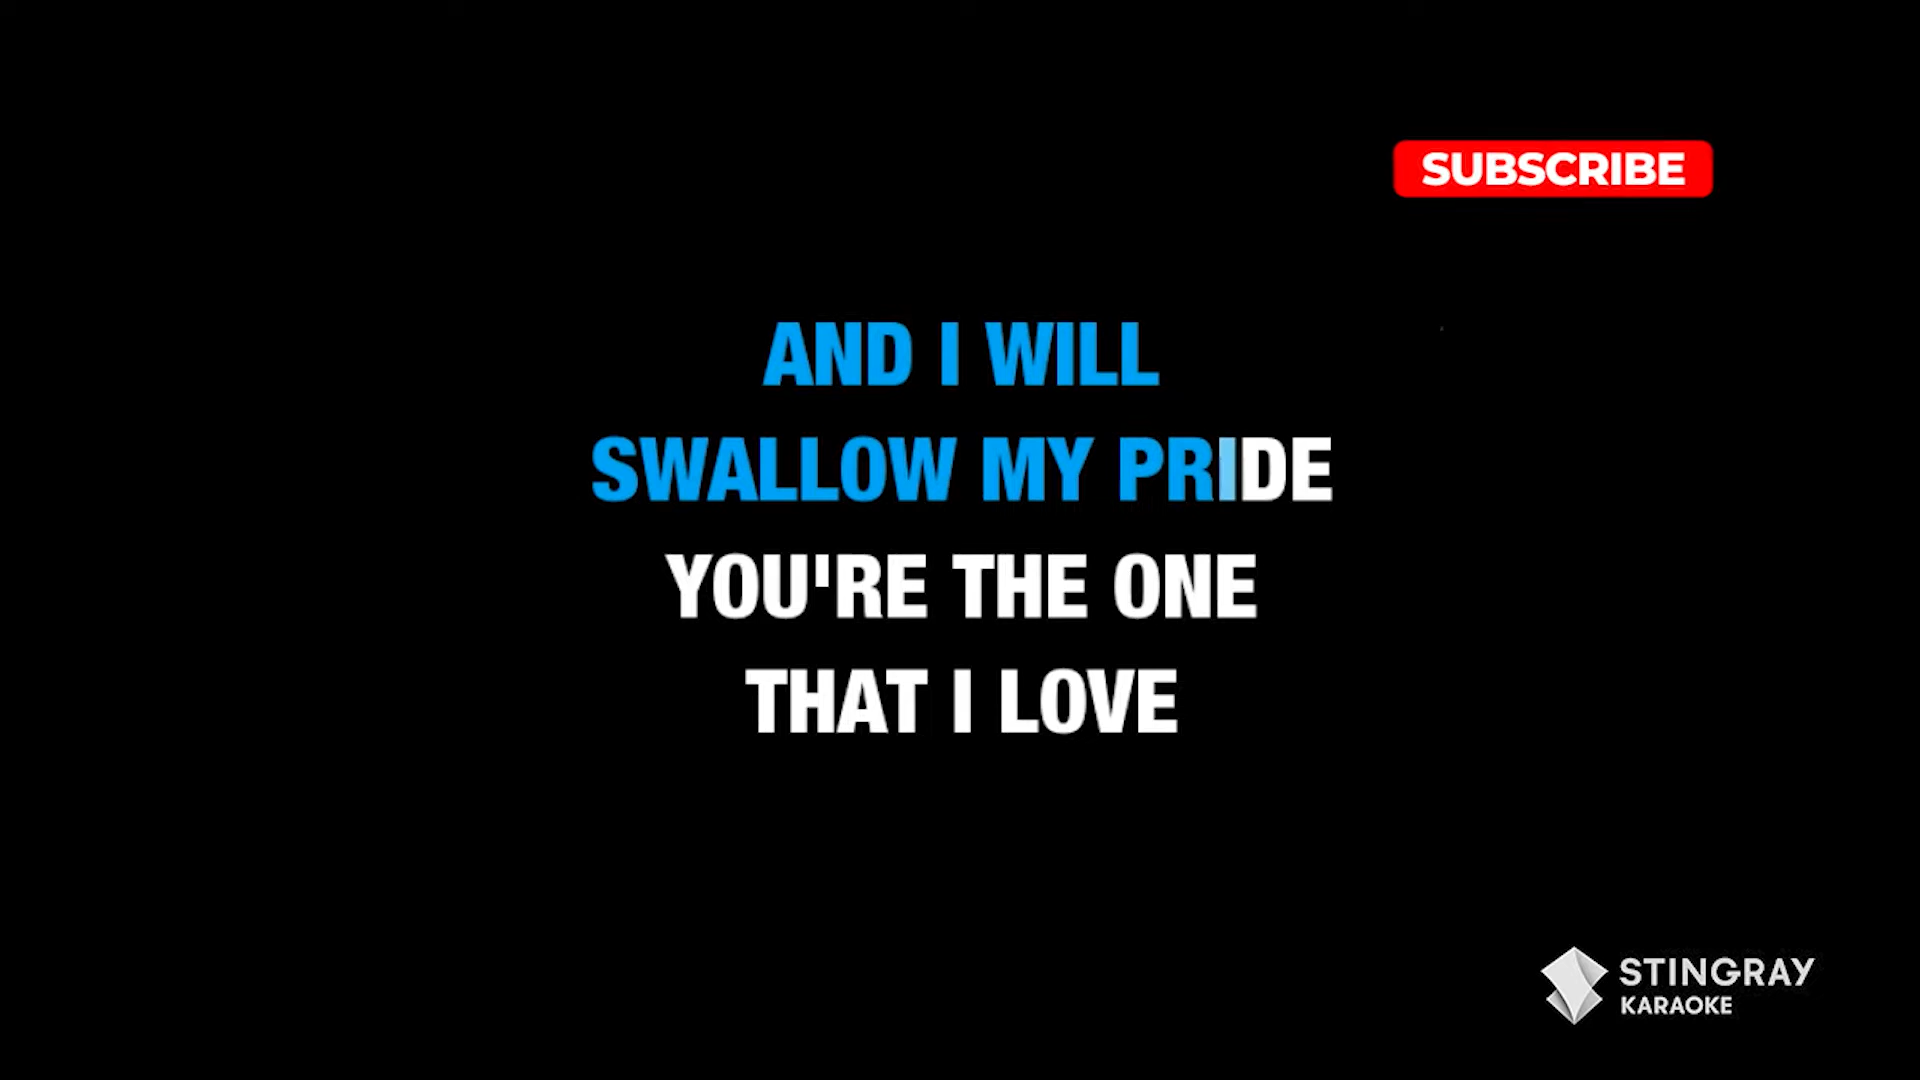 SUBSCRIBE
AND I WILL
SWALLOW MY PRIDE
YOU'RE THE ONE
THAT I LOVE
STINGRAY
KARAOKE